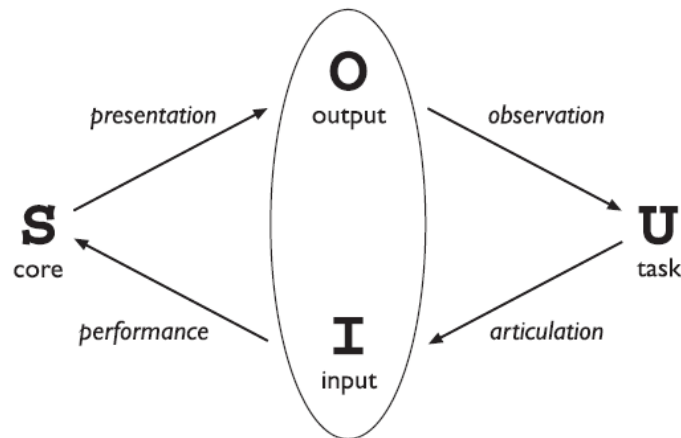 O
output
presentation
observation
S
core
U
task
performance
I
input
articulation